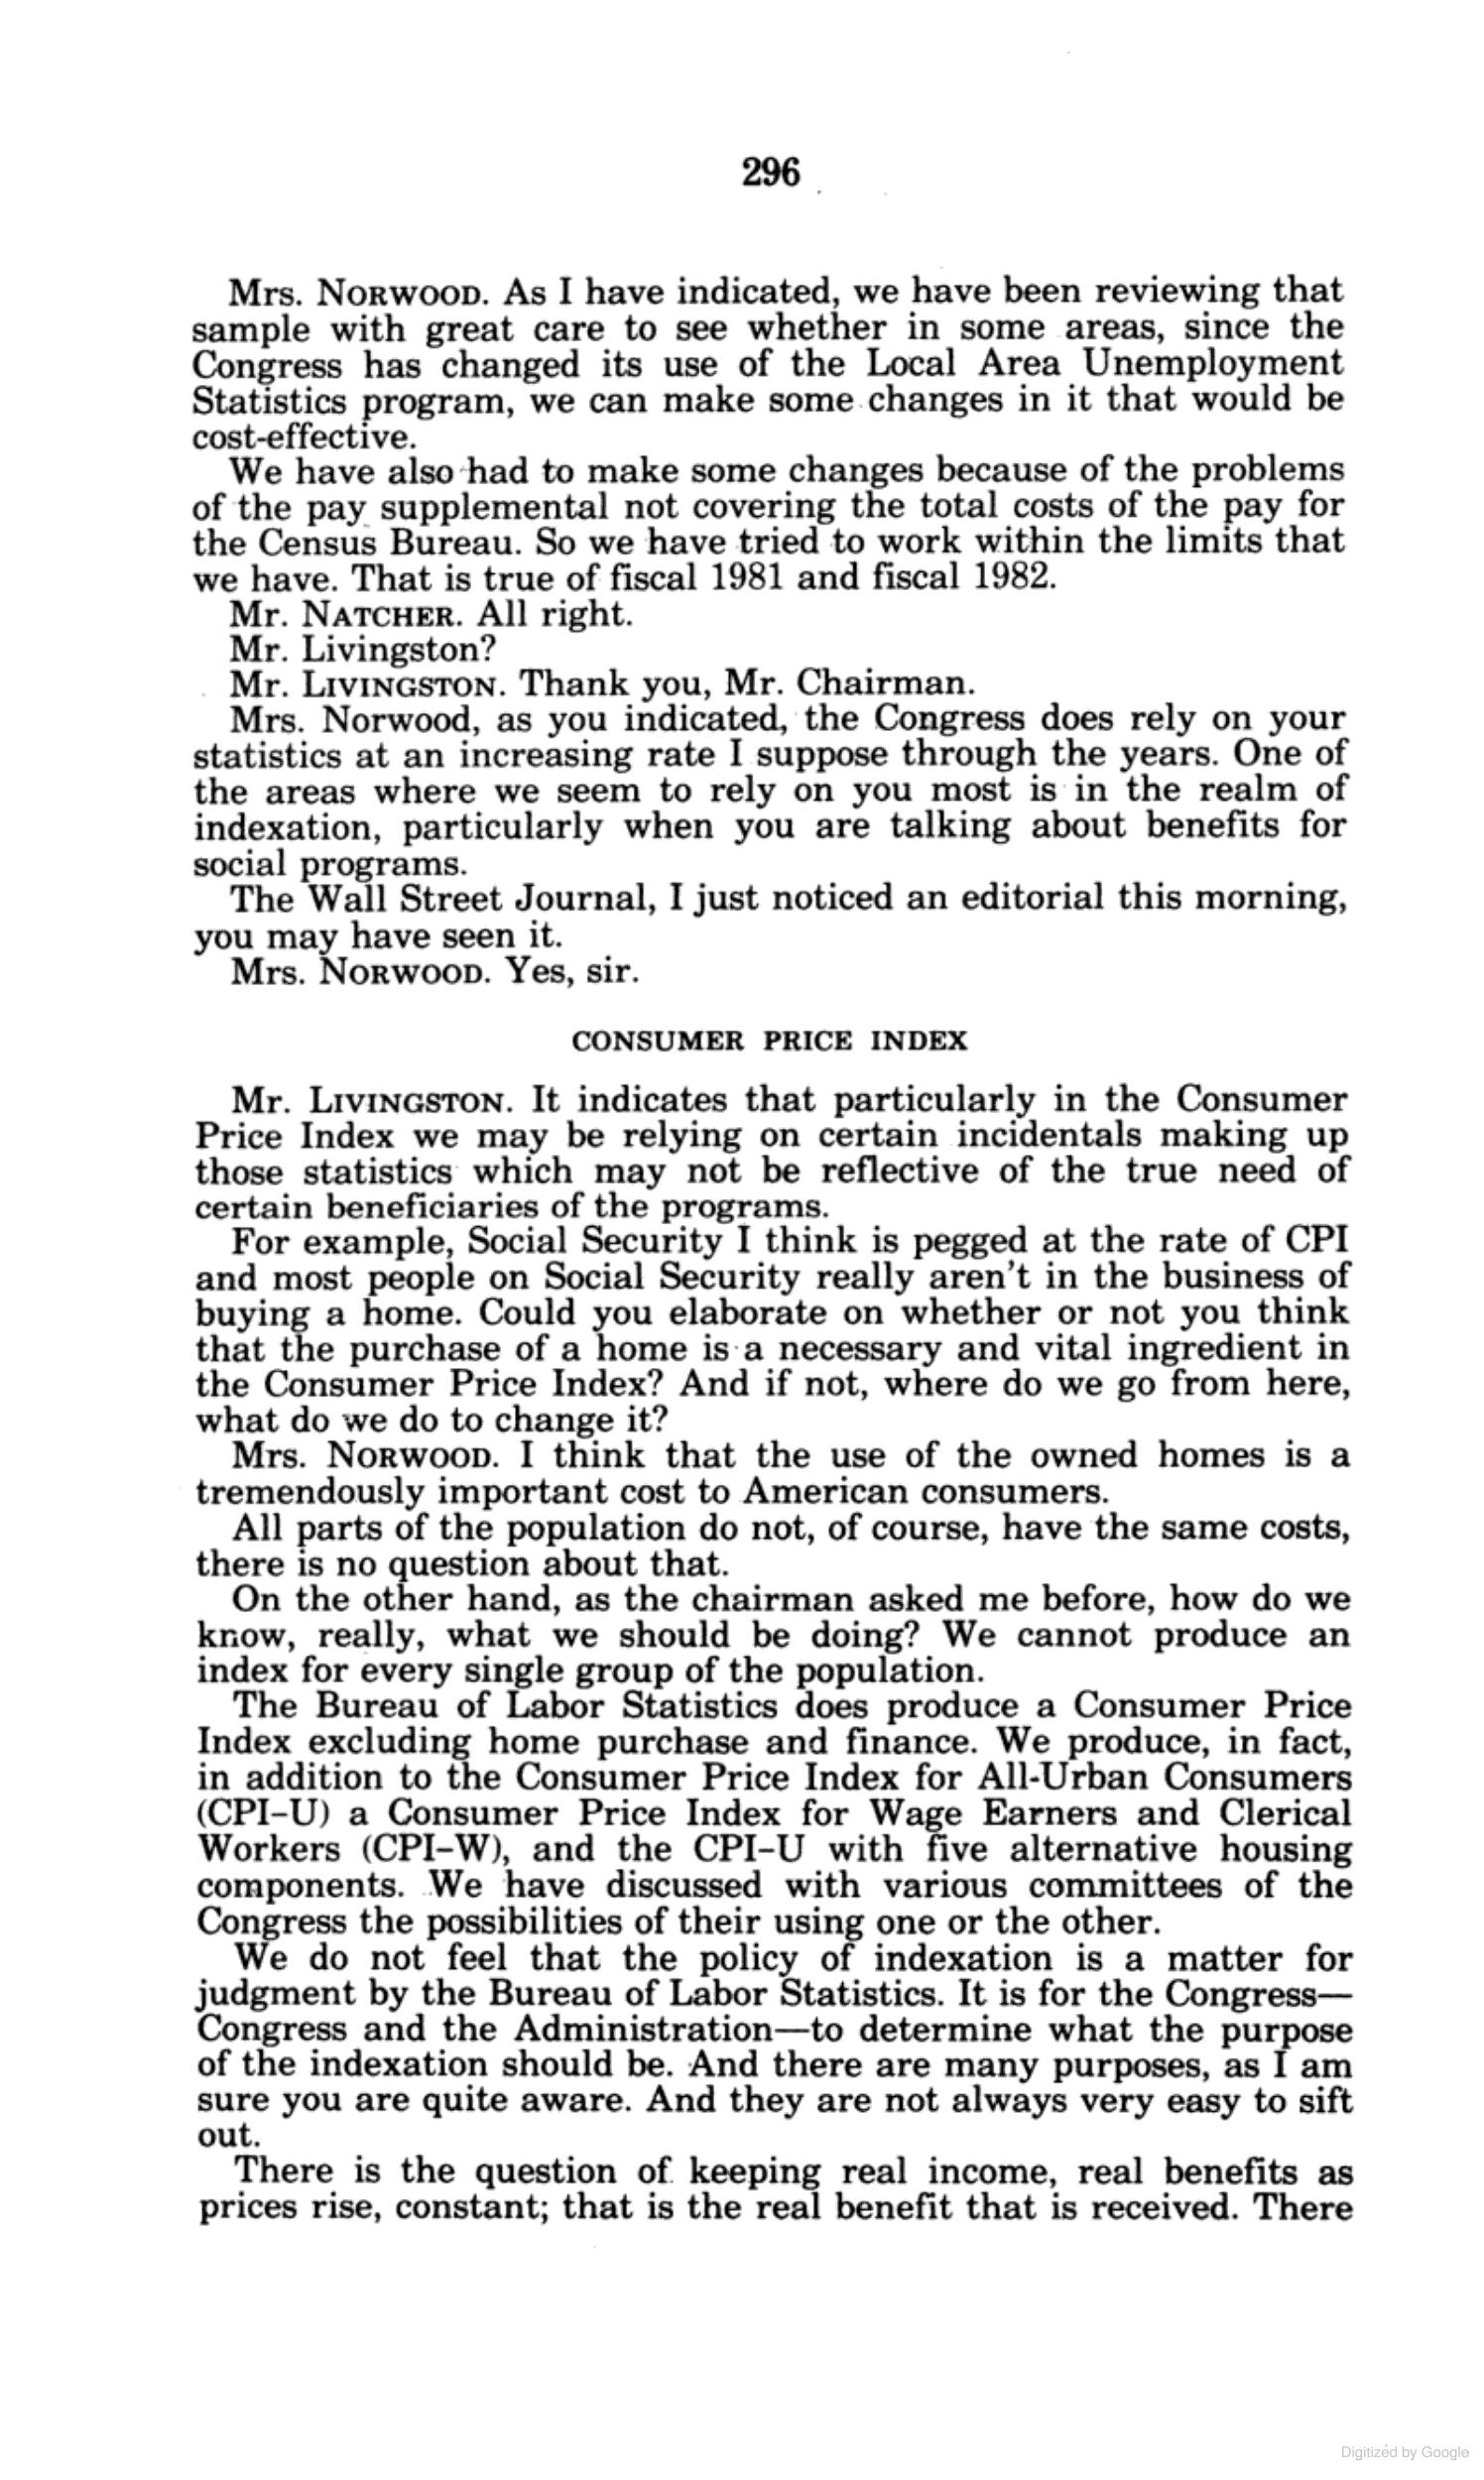 296
Mrs. NORWOOD. As I have indicated, we have been reviewing that
sample with great care to see whether in some areas, since the
Congress has changed its use of the Local Area Unemployment
Statistics program, we can make some changes in it that would be
cost-effective.
We have also had to make some changes because of the problems
of the pay supplemental not covering the total costs of the pay for
the Census Bureau. So we have tried to work within the limits that
we have. That is true of fiscal 1981 and fiscal 1982.
Mr. NATCHER. All right.
Mr. Livingston?
Mr. LIVINGSTON. Thank you, Mr. Chairman.
Mrs. Norwood, as you indicated, the Congress does rely on your
statistics at an increasing rate I suppose through the years. One of
the areas where we seem to rely on you most is in the realm of
indexation, particularly when you are talking about benefits for
social programs.
The Wall Street Journal, I just noticed an editorial this morning,
you may have seen it.
Mrs. NORWOOD. Yes, sir.
CONSUMER PRICE INDEX
Mr. LIVINGSTON. It indicates that particularly in the Consumer
Price Index we may be relying on certain incidentals making up
those statistics which may not be reflective of the true need of
certain beneficiaries of the programs.
For example, Social Security I think is pegged at the rate of CPI
and most people on Social Security really aren't in the business of
buying a home. Could you elaborate on whether or not you think
that the purchase of a home is a necessary and vital ingredient in
the Consumer Price Index? And if not, where do we go from here,
what do we do to change it?
Mrs. NORWOOD. I think that the use of the owned homes is a
tremendously important cost to American consumers.
All parts of the population do not, of course, have the same costs,
there is no question about that.
On the other hand, as the chairman asked me before, how do we
know, really, what we should be doing? We cannot produce an
index for every single group of the population.
The Bureau of Labor Statistics does produce a Consumer Price
Index excluding home purchase and finance. We produce, in fact,
in addition to the Consumer Price Index for All-Urban Consumers
(CPI-U) a Consumer Price Index for Wage Earners and Clerical
Workers (CPI-W), and the CPI-U with five alternative housing
components. We have discussed with various committees of the
Congress the possibilities of their using one or the other.
We do not feel that the policy of indexation is a matter for
judgment by the Bureau of Labor Statistics. It is for the Congress—
Congress and the Administration—to determine what the purpose
of the indexation should be. And there are many purposes, as I am
sure you are quite aware. And they are not always very easy to sift
out.
There is the question of keeping real income, real benefits as
prices rise, constant; that is the real benefit that is received. There
Digitized by Google